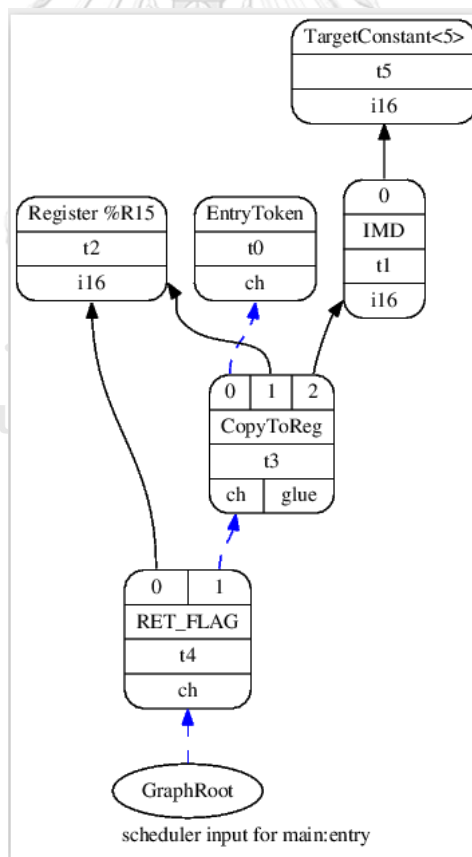 TargetConstant<5>
t5
i16
Register %R15
t2
i16
EntryToken
t0
ch
0
IMD
t1
i16
0 1 2
CopyToReg
t3
ch glue
0 1
RET_FLAG
t4
ch
GraphRoot
scheduler input for main:entry